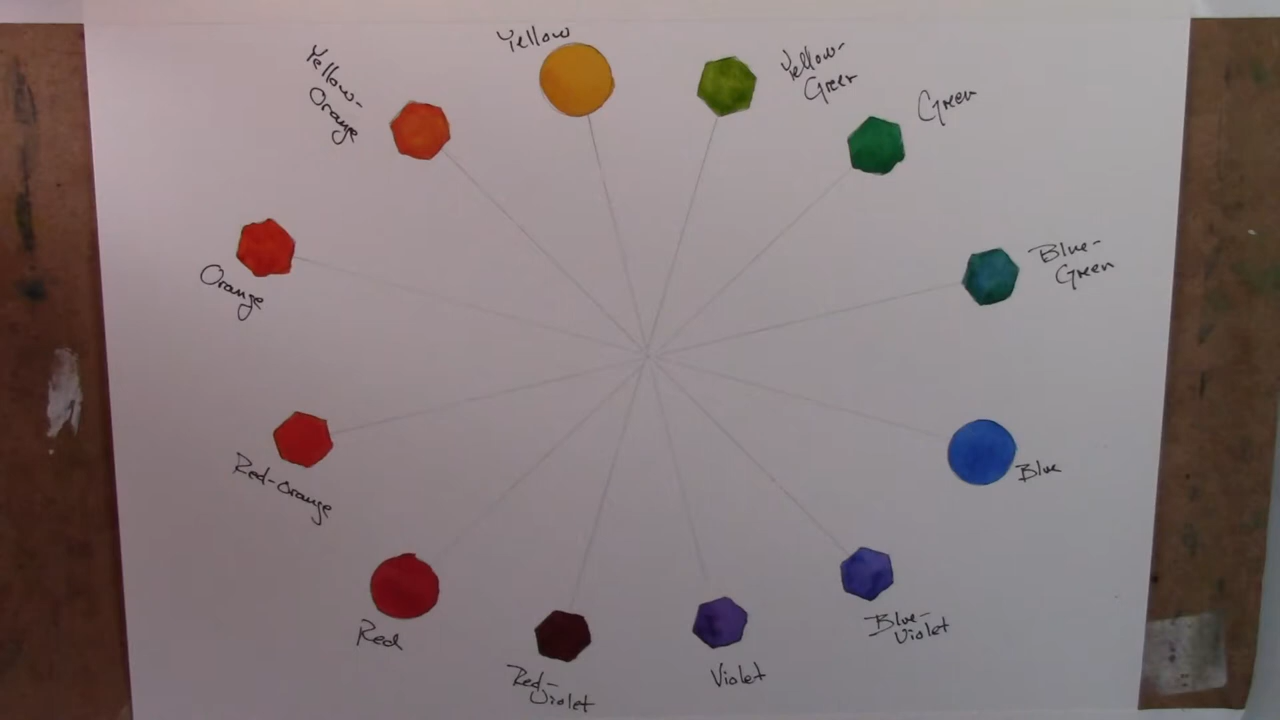 Yellow
Yellow-
Green
Green
Blue-
Green
Blue
Blue-
Violet
Violet
Red-
Violet
Red
Red-Orange
Orange
Yellow-
Orange